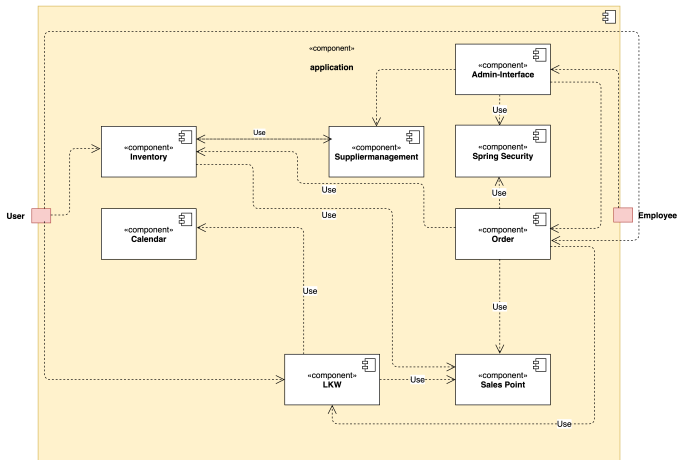 «component»
application
«component»
Admin-Interface
Use
Use
«component»
Inventory
«component»
Suppliermanagement
«component»
Spring Security
Use
Use
Use
User
Employee
«component»
Calendar
«component»
Order
Use
Use
«component»
LKW
Use
«component»
Sales Point
Use